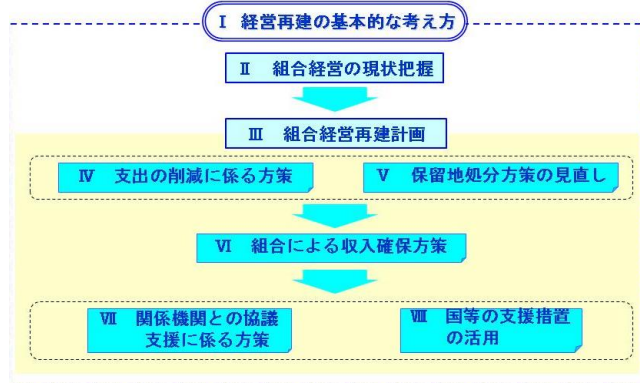 Ⅰ 経営再建の基本的な考え方
Ⅱ 組合経営の現状把握
Ⅲ 組合経営再建計画
Ⅳ 支出の削減に係る方策
Ⅴ 保留地処分方策の見直し
Ⅵ 組合による収入確保方策
Ⅶ 関係機関との協議
支援に係る方策
Ⅷ 国等の支援措置
の活用